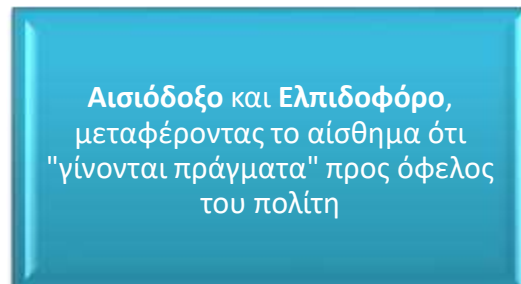 Αισιόδοξο και Ελπιδοφόρο,
μεταφέροντας το αίσθημα ότι
"γίνονται πράγματα" προς όφελος
του πολίτη